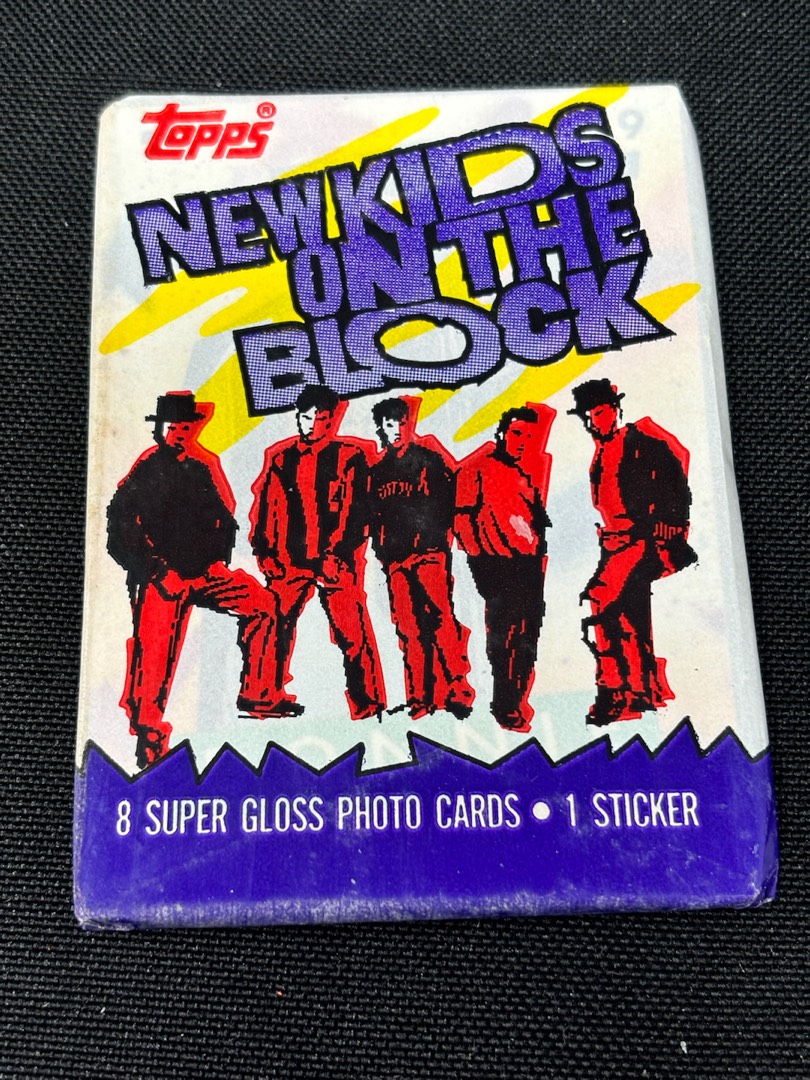 Topps®
NEW KIDS
ON THE
BLOCK
8 SUPER GLOSS PHOTO CARDS • 1 STICKER